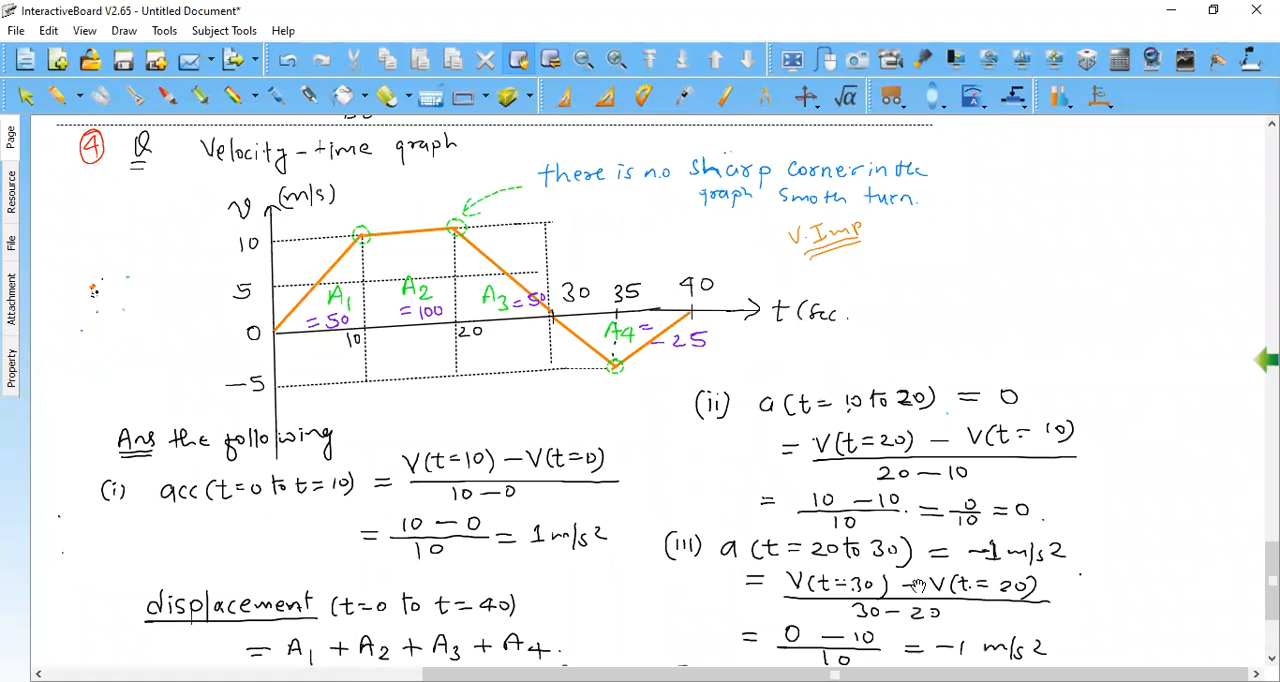 InteractiveBoard V2.65 - Untitled Document*
File Edit View Draw Tools Subject Tools Help
Page
Resource
File
Attachment
Property
④ Q Velocity-time graph
there is no sharp corner in the
graph smoth turn.
V. Imp
v (m/s)
10
5
0
-5
A1 = 50
A2 = 100
A3 = 50
A4 = -25
10
20
30
35
40
t (sec.
Ans the following
(i) acc (t=0 to t=10) = V(t=10) - V(t=0) / 10-0
= 10-0 / 10 = 1 m/s2
displacement (t=0 to t=40)
= A1 + A2 + A3 + A4.
(ii) a (t=10 to 20) = 0
= V(t=20) - V(t=10) / 20-10
= 10-10 / 10 = 0/10 = 0.
(iii) a (t=20 to 30) = -1 m/s2
= V(t=30) - V(t=20) / 30-20
= 0-10 / 10 = -1 m/s2